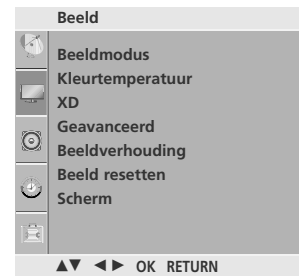 Beeld
Beeldmodus
Kleurtemperatuur
XD
Geavanceerd
Beeldverhouding
Beeld resetten
Scherm
▲▼ ◄► OK RETURN